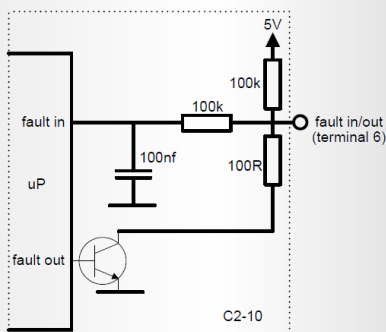 5V
100k
100k
fault in
fault in/out
(terminal 6)
100nf
100R
uP
fault out
C2-10